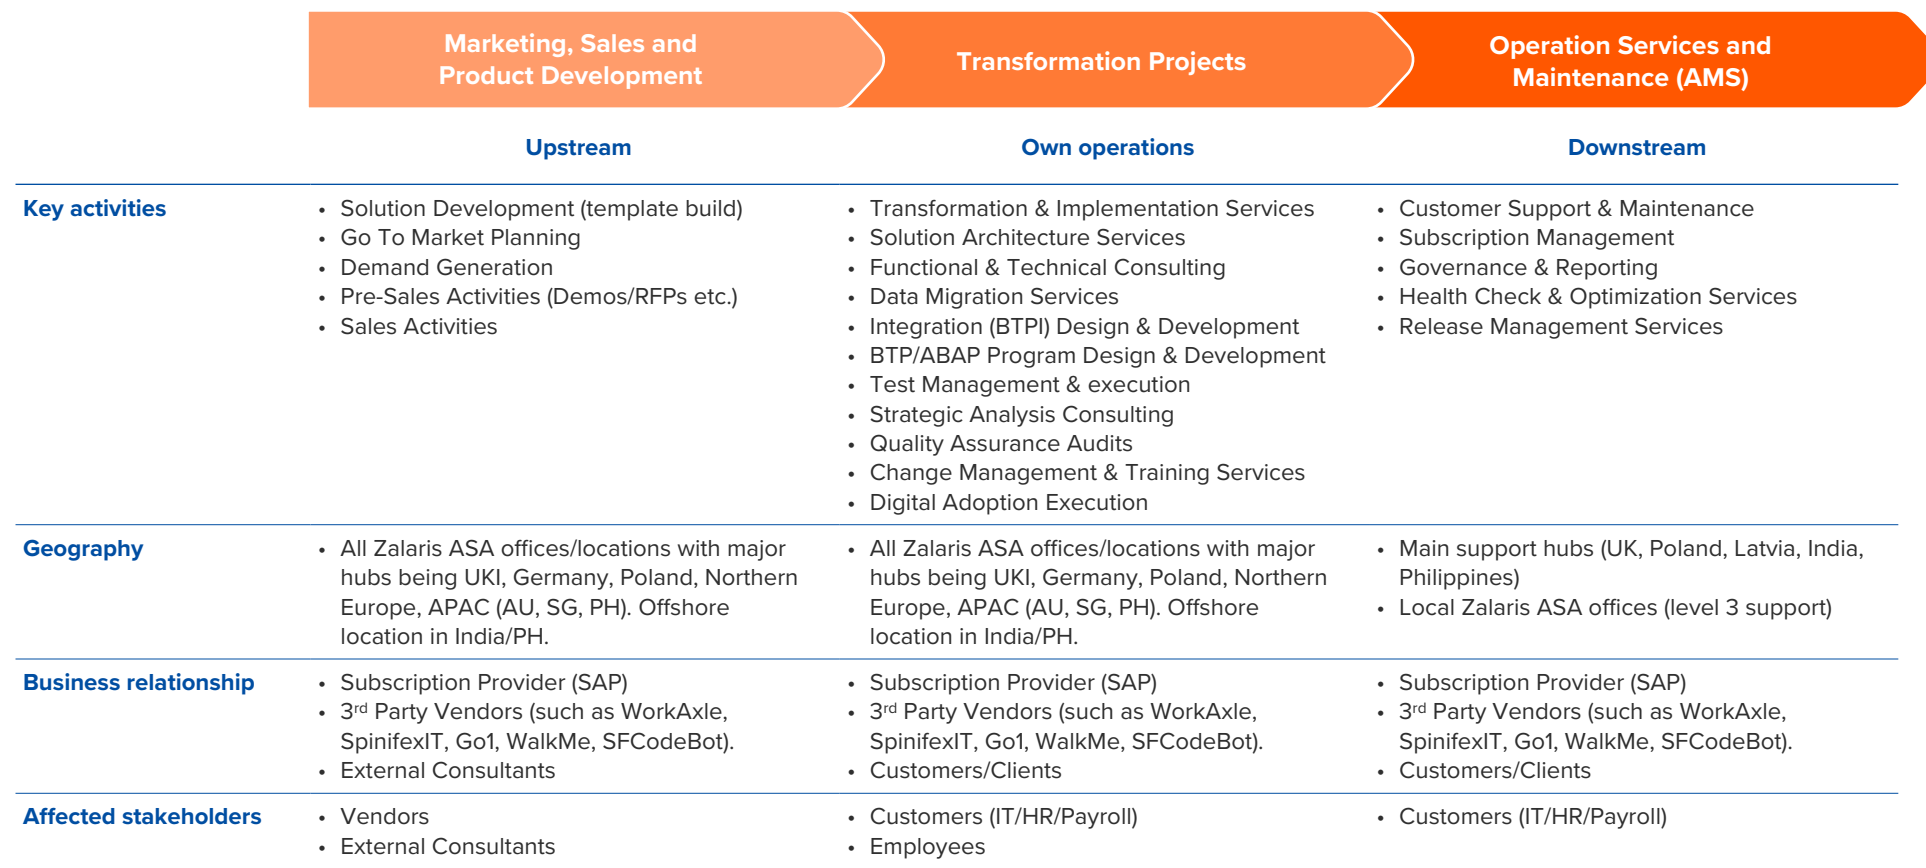 Marketing, Sales and
Product Development
Transformation Projects
Operation Services and
Maintenance (AMS)
Upstream
Own operations
Downstream
Key activities
• Solution Development (template build)
• Go To Market Planning
• Demand Generation
• Pre-Sales Activities (Demos/RFPs etc.)
• Sales Activities
• Transformation & Implementation Services
• Solution Architecture Services
• Functional & Technical Consulting
• Data Migration Services
• Integration (BTPI) Design & Development
• BTP/ABAP Program Design & Development
• Test Management & execution
• Strategic Analysis Consulting
• Quality Assurance Audits
• Change Management & Training Services
• Digital Adoption Execution
• Customer Support & Maintenance
• Subscription Management
• Governance & Reporting
• Health Check & Optimization Services
• Release Management Services
Geography
• All Zalaris ASA offices/locations with major
hubs being UKI, Germany, Poland, Northern
Europe, APAC (AU, SG, PH). Offshore
location in India/PH.
• All Zalaris ASA offices/locations with major
hubs being UKI, Germany, Poland, Northern
Europe, APAC (AU, SG, PH). Offshore
location in India/PH.
• Main support hubs (UK, Poland, Latvia, India,
Philippines)
• Local Zalaris ASA offices (level 3 support)
Business relationship
• Subscription Provider (SAP)
• 3rd Party Vendors (such as WorkAxle,
SpinifexIT, Go1, WalkMe, SFCodeBot).
• External Consultants
• Subscription Provider (SAP)
• 3rd Party Vendors (such as WorkAxle,
SpinifexIT, Go1, WalkMe, SFCodeBot).
• Customers/Clients
• Subscription Provider (SAP)
• 3rd Party Vendors (such as WorkAxle,
SpinifexIT, Go1, WalkMe, SFCodeBot).
• Customers/Clients
Affected stakeholders
• Vendors
• External Consultants
• Customers (IT/HR/Payroll)
• Employees
• Customers (IT/HR/Payroll)